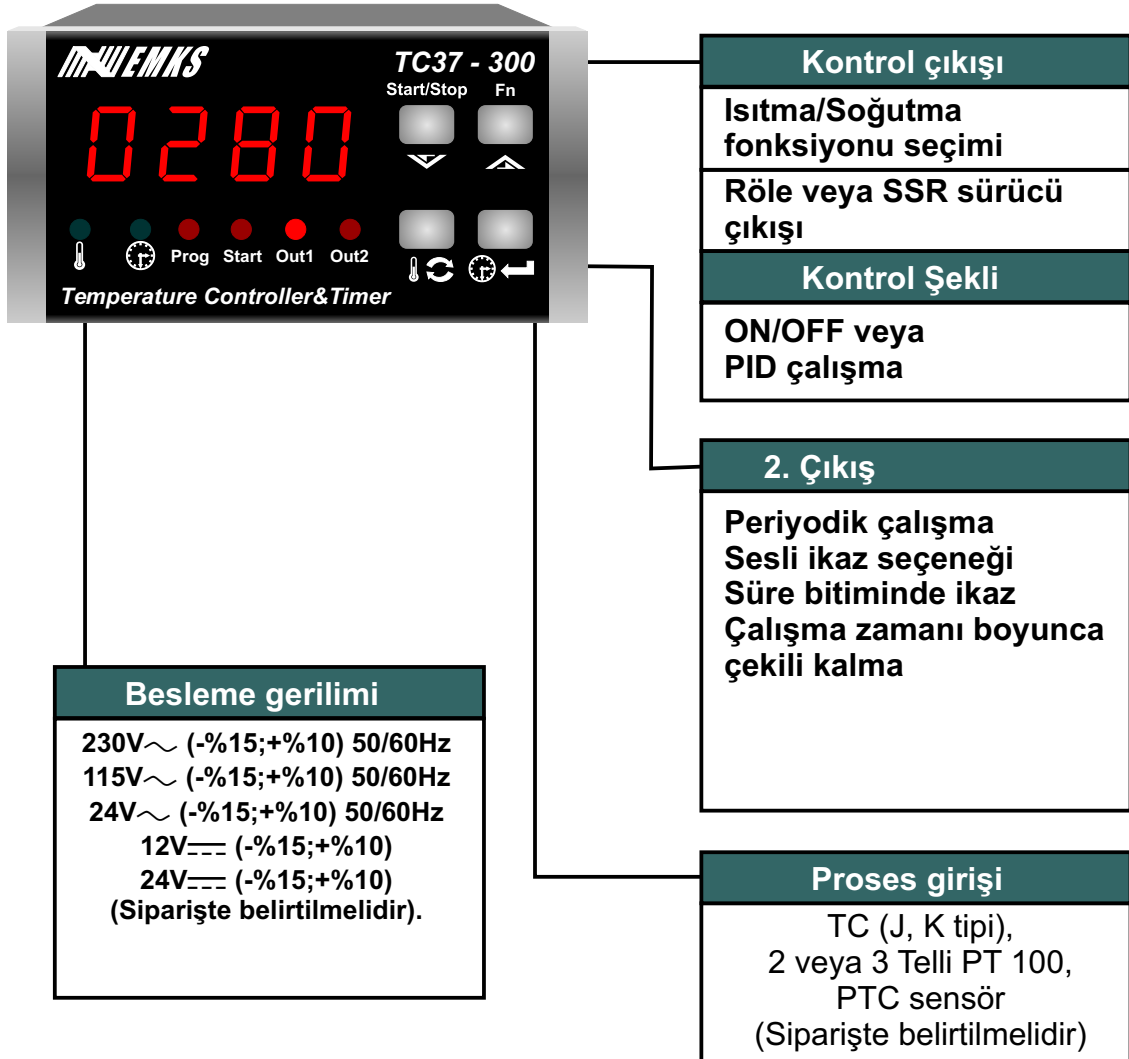 EMKS
TC37 - 300
Start/Stop Fn
0280
Prog Start Out1 Out2
Temperature Controller&Timer
Kontrol çıkışı
Isıtma/Soğutma
fonksiyonu seçimi
Röle veya SSR sürücü
çıkışı
Kontrol Şekli
ON/OFF veya
PID çalışma
2. Çıkış
Periyodik çalışma
Sesli ikaz seçeneği
Süre bitiminde ikaz
Çalışma zamanı boyunca
çekili kalma
Besleme gerilimi
230V~ (-%15;+%10) 50/60Hz
115V~ (-%15;+%10) 50/60Hz
24V~ (-%15;+%10) 50/60Hz
12V⎓ (-%15;+%10)
24V⎓ (-%15;+%10)
(Siparişte belirtilmelidir).
Proses girişi
TC (J, K tipi),
2 veya 3 Telli PT 100,
PTC sensör
(Siparişte belirtilmelidir)